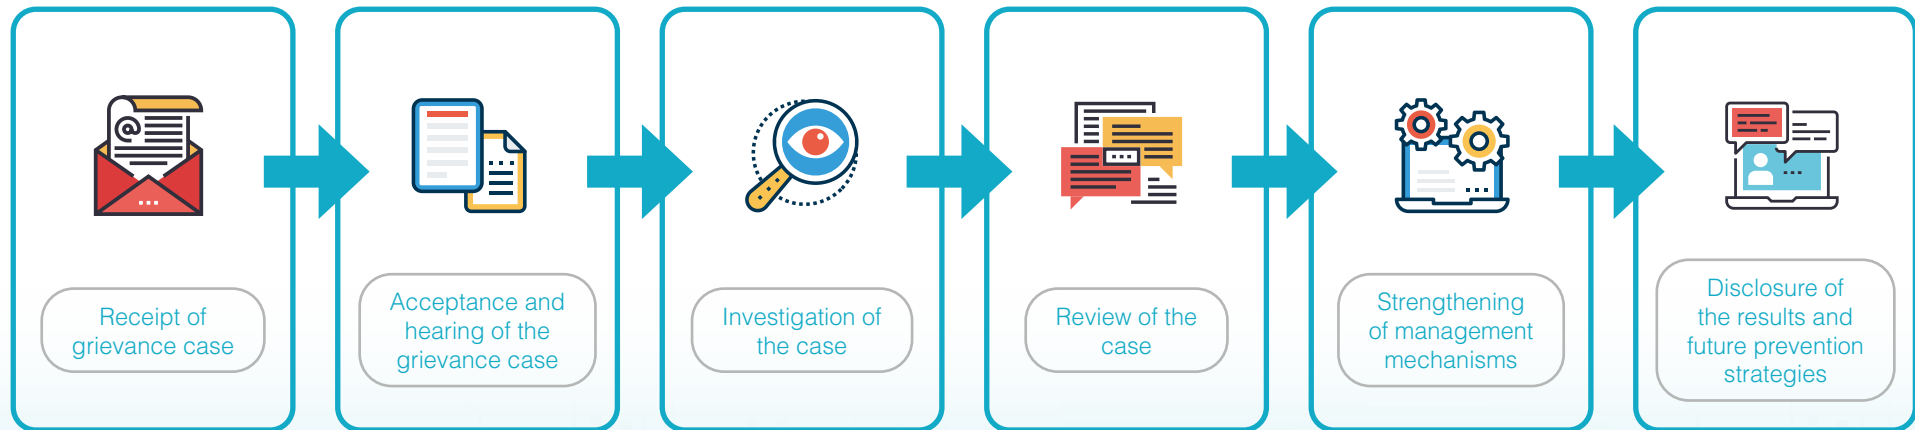 Receipt of
grievance case
Acceptance and
hearing of the
grievance case
Investigation of
the case
Review of the
case
Strengthening
of management
mechanisms
Disclosure of
the results and
future prevention
strategies